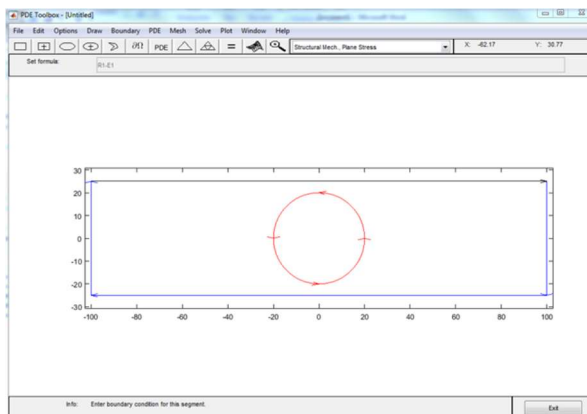 PDE Toolbox - [Untitled]
File Edit Options Draw Boundary PDE Mesh Solve Plot Window Help
∂Ω PDE = Structural Mech., Plane Stress X: -62.17 Y: 30.77
Set formula: R1-E1
30
20
10
0
-10
-20
-30
-100 -80 -60 -40 -20 0 20 40 60 80 100
Info: Enter boundary condition for this segment. Exit